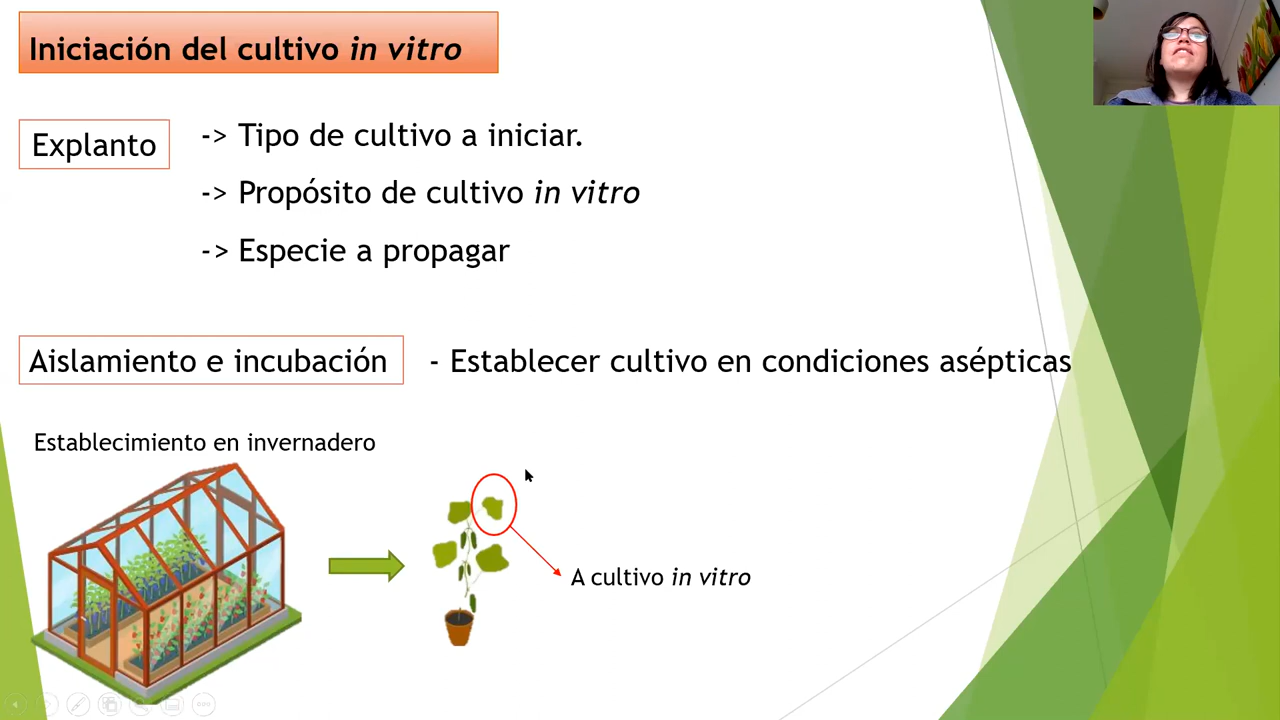 Iniciación del cultivo in vitro
Explanto
-> Tipo de cultivo a iniciar.
-> Propósito de cultivo in vitro
-> Especie a propagar
Aislamiento e incubación
- Establecer cultivo en condiciones asépticas
Establecimiento en invernadero
A cultivo in vitro